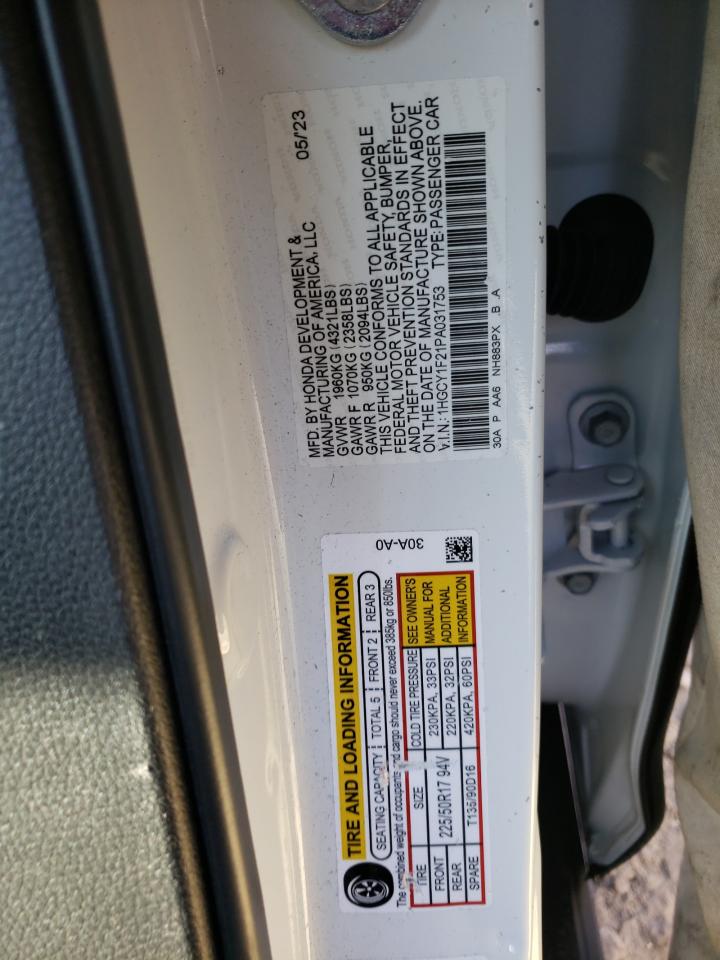 MFD. BY HONDA DEVELOPMENT &
MANUFACTURING OF AMERICA, LLC 05/'23
GVWR 1960KG (4321LBS)
GAWR F 1070KG (2358LBS)
GAWR R 950KG (2094LBS)
THIS VEHICLE CONFORMS TO ALL APPLICABLE
FEDERAL MOTOR VEHICLE SAFETY, BUMPER,
AND THEFT PREVENTION STANDARDS IN EFFECT
ON THE DATE OF MANUFACTURE SHOWN ABOVE.
V.I.N.: 1HGCY1F21PA031753 TYPE: PASSENGER CAR
30A P AA6 NH883PX .B .A
TIRE AND LOADING INFORMATION
30A-A0
SEATING CAPACITY TOTAL 5 FRONT 2 REAR 3
The combined weight of occupants and cargo should never exceed 385kg or 850lbs.
TIRE SIZE COLD TIRE PRESSURE SEE OWNER'S
MANUAL FOR
ADDITIONAL
INFORMATION
FRONT 225/50R17 94V 230KPA, 33PSI
REAR 220KPA, 32PSI
SPARE T135/90D16 420KPA, 60PSI